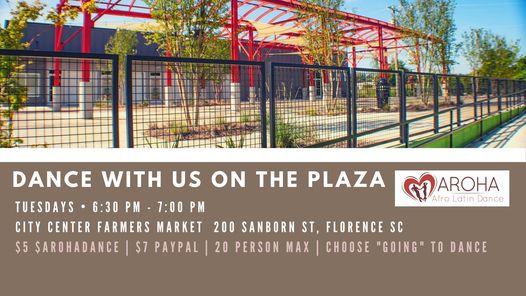 DANCE WITH US ON THE PLAZA
AROHA
Afro Latin Dance
TUESDAYS • 6:30 PM - 7:00 PM
CITY CENTER FARMERS MARKET 200 SANBORN ST, FLORENCE SC
$5 $AROHADANCE | $7 PAYPAL | 20 PERSON MAX | CHOOSE "GOING" TO DANCE